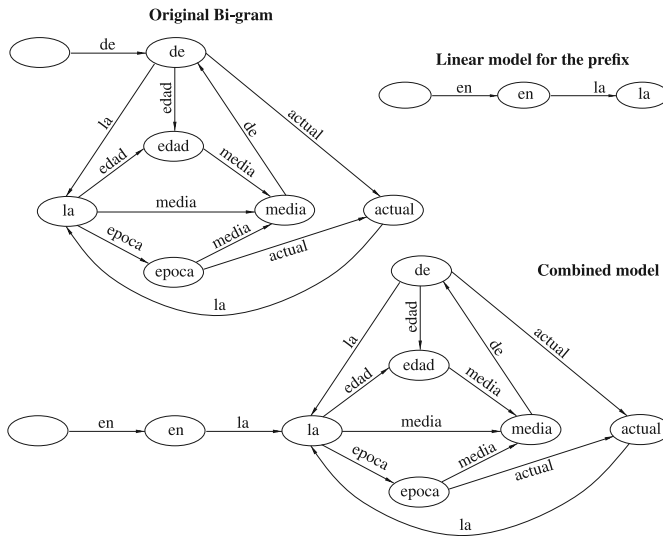 Original Bi-gram
de
de
Linear model for the prefix
en
en
la
la
la
edad
actual
edad
edad
media
de
la
media
media
actual
epoca
media
epoca
actual
la
Combined model
de
la
edad
actual
edad
edad
media
de
en
en
la
la
media
media
actual
epoca
media
epoca
actual
la